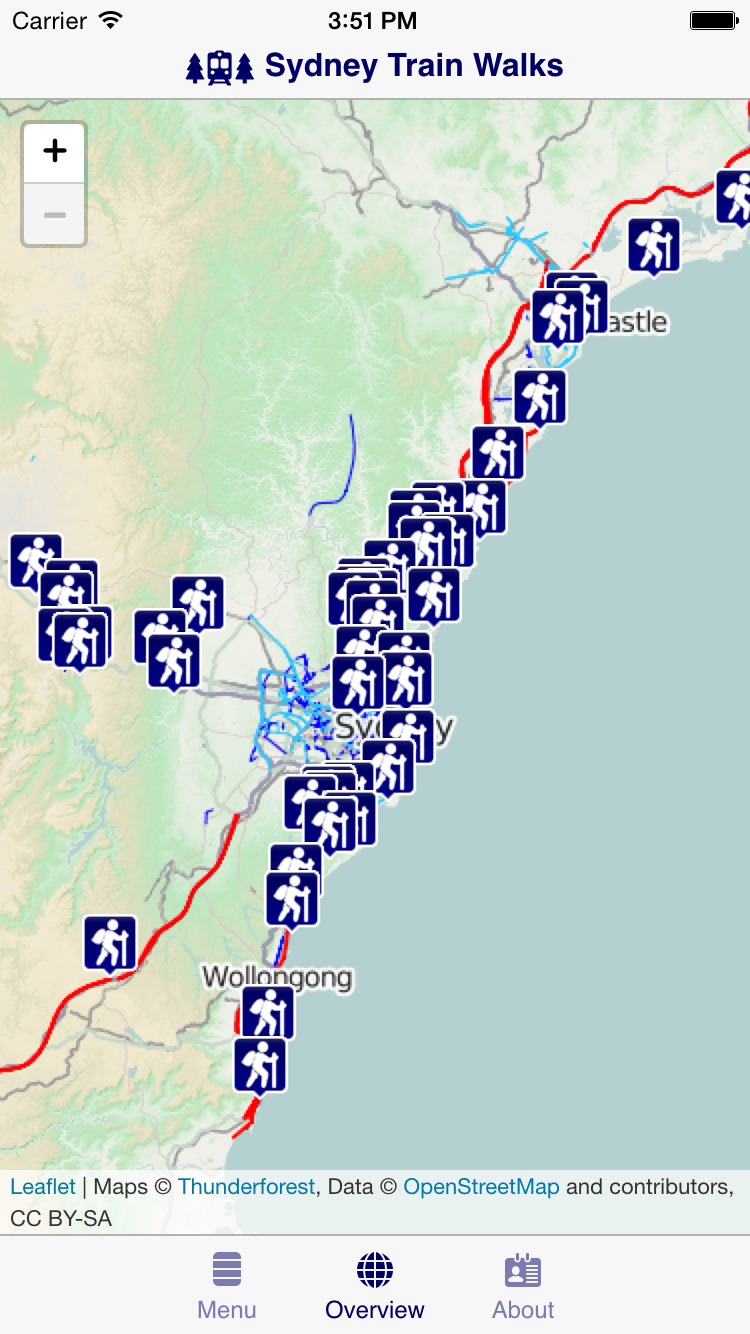 Carrier 3:51 PM
Sydney Train Walks
+
−
astle
Sy y
Wollongong
Leaflet | Maps © Thunderforest, Data © OpenStreetMap and contributors,
CC BY-SA
Menu Overview About